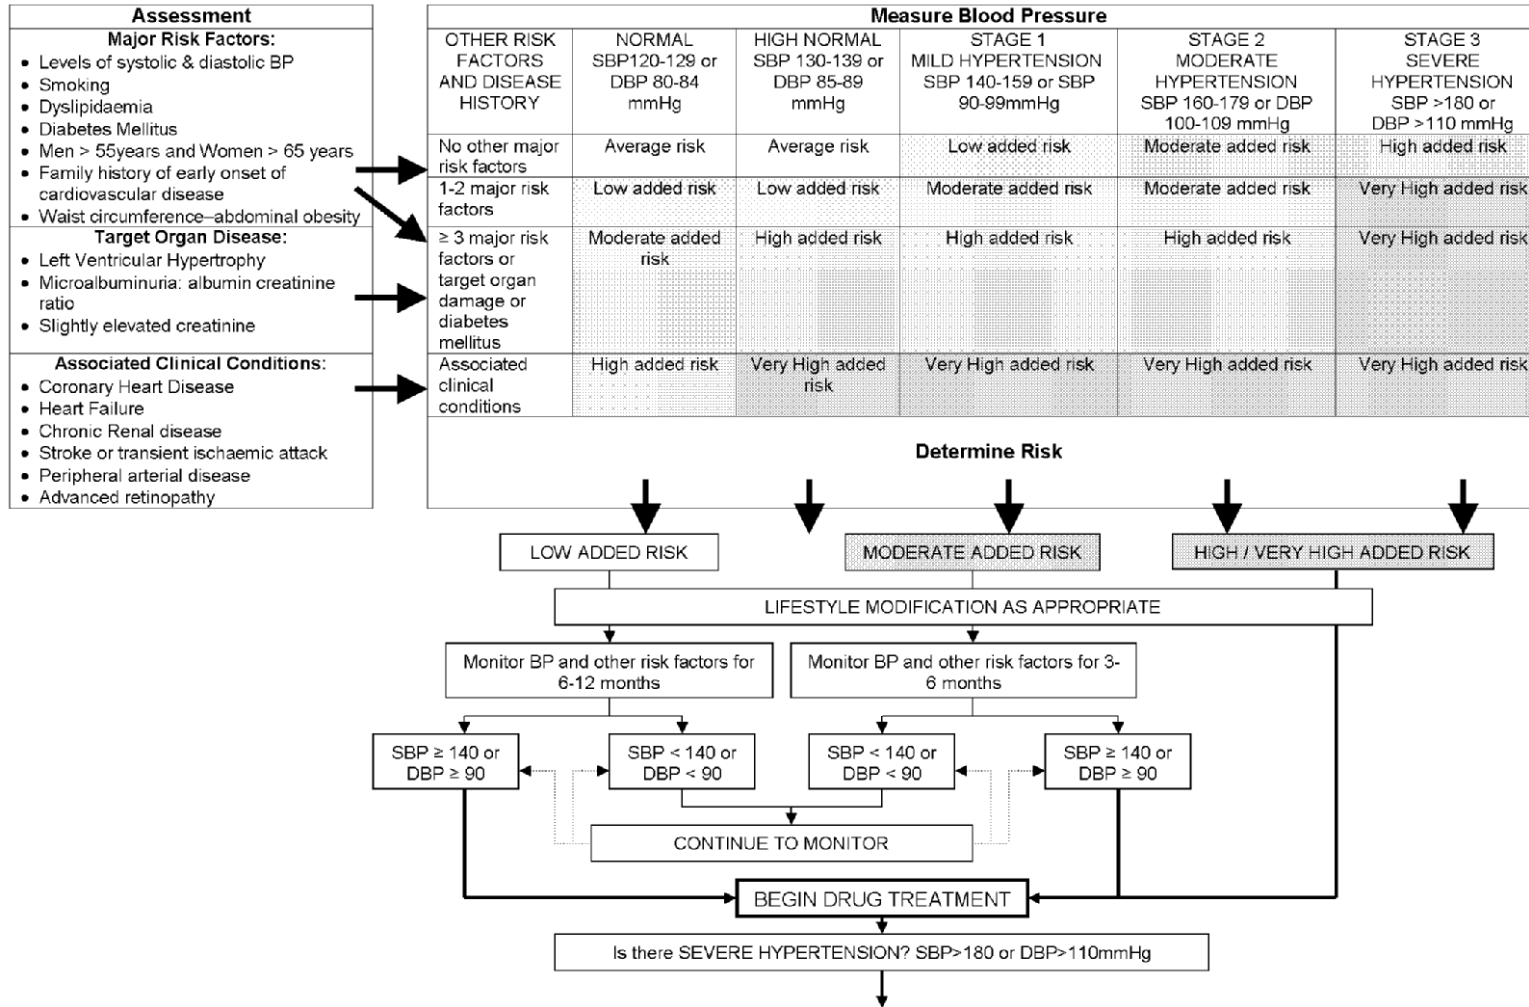 Assessment
Major Risk Factors:
• Levels of systolic & diastolic BP
• Smoking
• Dyslipidaemia
• Diabetes Mellitus
• Men > 55years and Women > 65 years
• Family history of early onset of
cardiovascular disease
• Waist circumference–abdominal obesity
Target Organ Disease:
• Left Ventricular Hypertrophy
• Microalbuminuria: albumin creatinine
ratio
• Slightly elevated creatinine
Associated Clinical Conditions:
• Coronary Heart Disease
• Heart Failure
• Chronic Renal disease
• Stroke or transient ischaemic attack
• Peripheral arterial disease
• Advanced retinopathy
Measure Blood Pressure
OTHER RISK
FACTORS
AND DISEASE
HISTORY
NORMAL
SBP120-129 or
DBP 80-84
mmHg
HIGH NORMAL
SBP 130-139 or
DBP 85-89
mmHg
STAGE 1
MILD HYPERTENSION
SBP 140-159 or SBP
90-99mmHg
STAGE 2
MODERATE
HYPERTENSION
SBP 160-179 or DBP
100-109 mmHg
STAGE 3
SEVERE
HYPERTENSION
SBP >180 or
DBP >110 mmHg
No other major
risk factors
Average risk
Average risk
Low added risk
Moderate added risk
High added risk
1-2 major risk
factors
Low added risk
Low added risk
Moderate added risk
Moderate added risk
Very High added risk
≥ 3 major risk
factors or
target organ
damage or
diabetes
mellitus
Moderate added
risk
High added risk
High added risk
High added risk
Very High added risk
Associated
clinical
conditions
High added risk
Very High added
risk
Very High added risk
Very High added risk
Very High added risk
Determine Risk
LOW ADDED RISK
MODERATE ADDED RISK
HIGH / VERY HIGH ADDED RISK
LIFESTYLE MODIFICATION AS APPROPRIATE
Monitor BP and other risk factors for
6-12 months
Monitor BP and other risk factors for 3-
6 months
SBP ≥ 140 or
DBP ≥ 90
SBP < 140 or
DBP < 90
SBP < 140 or
DBP < 90
SBP ≥ 140 or
DBP ≥ 90
CONTINUE TO MONITOR
BEGIN DRUG TREATMENT
Is there SEVERE HYPERTENSION? SBP>180 or DBP>110mmHg